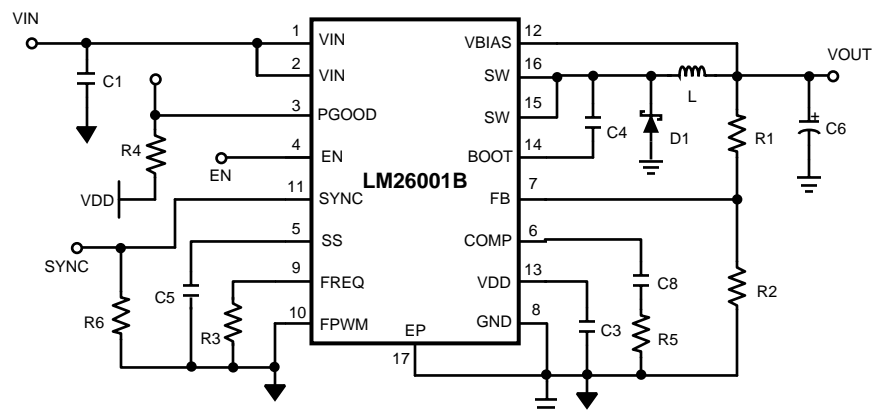 VIN
VOUT
1
VIN
VBIAS
12
2
VIN
SW
16
C1
L
3
PGOOD
SW
15
C4
D1
R1
C6
+
R4
4
EN
BOOT
14
EN
LM26001B
VDD
11
SYNC
FB
7
SYNC
5
SS
COMP
6
C5
9
FREQ
VDD
13
C8
R2
R6
R3
10
FPWM
GND
8
C3
R5
EP
17